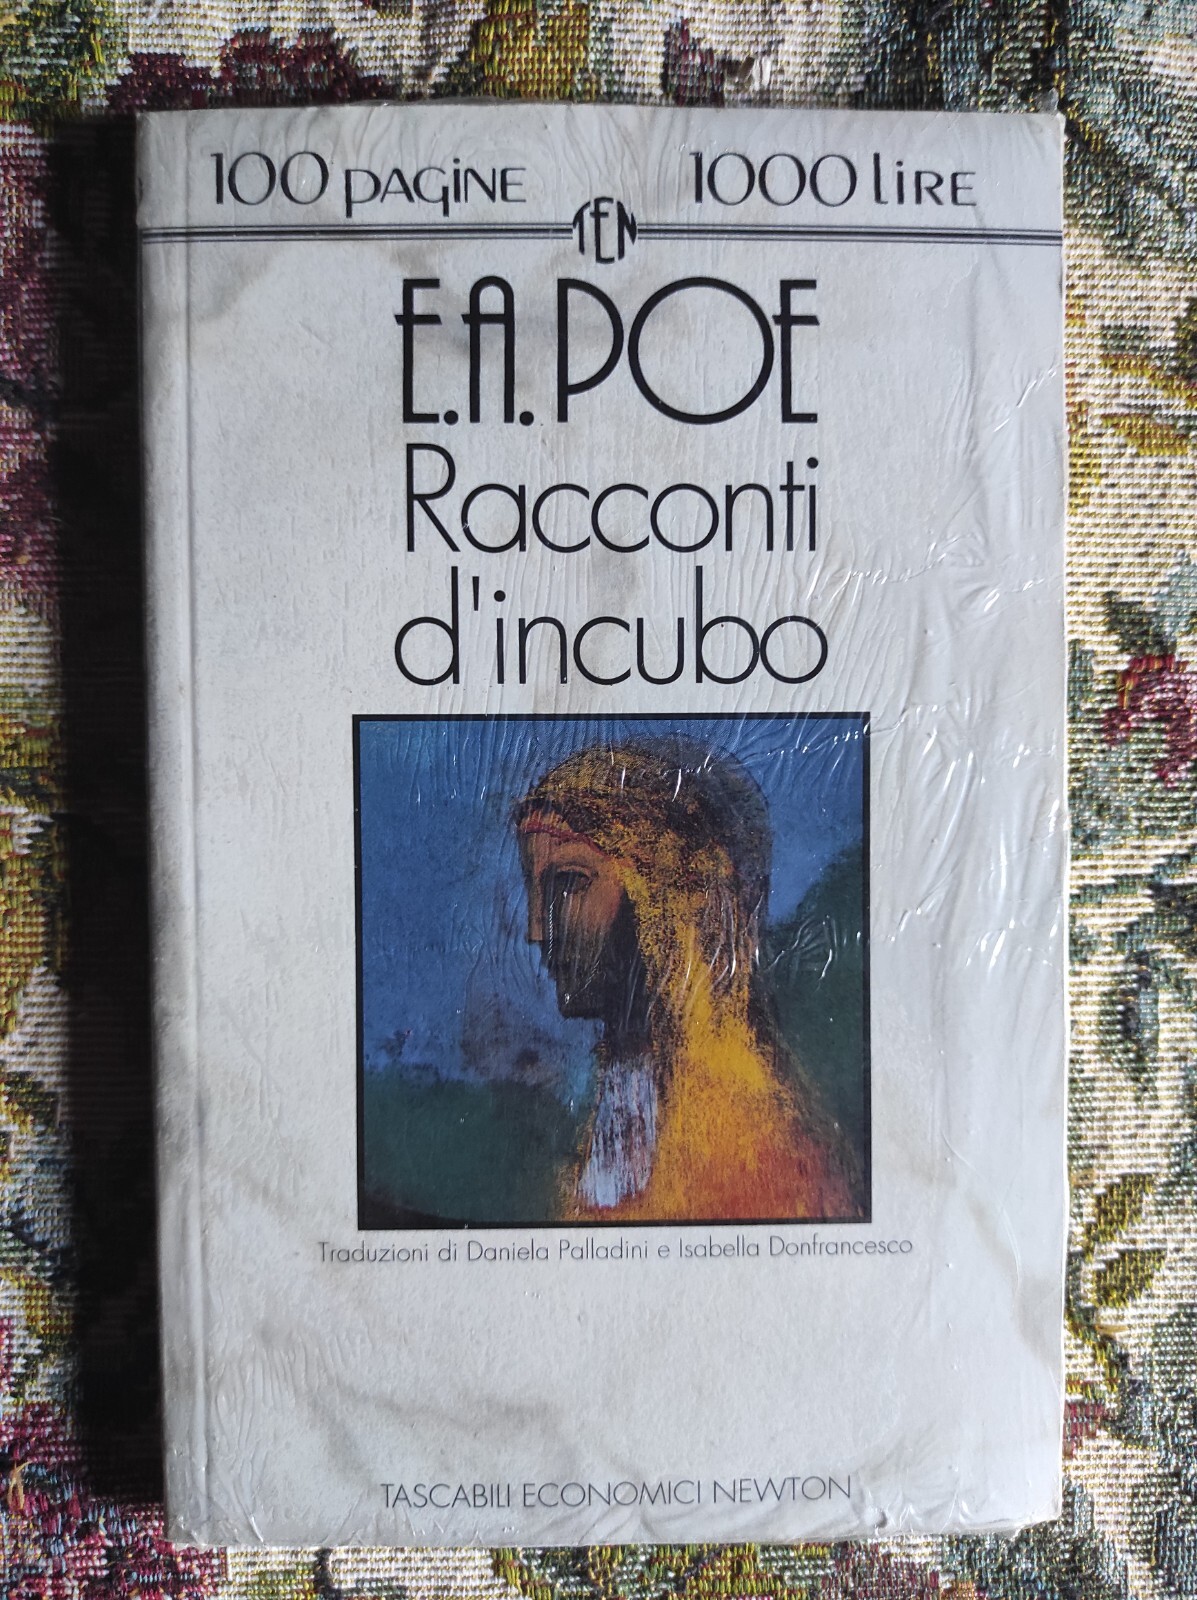 100 pagine 1000 lire
TEN
E.A. POE
Racconti
d'incubo
Traduzioni di Daniela Palladini e Isabella Donfrancesco
TASCABILI ECONOMICI NEWTON